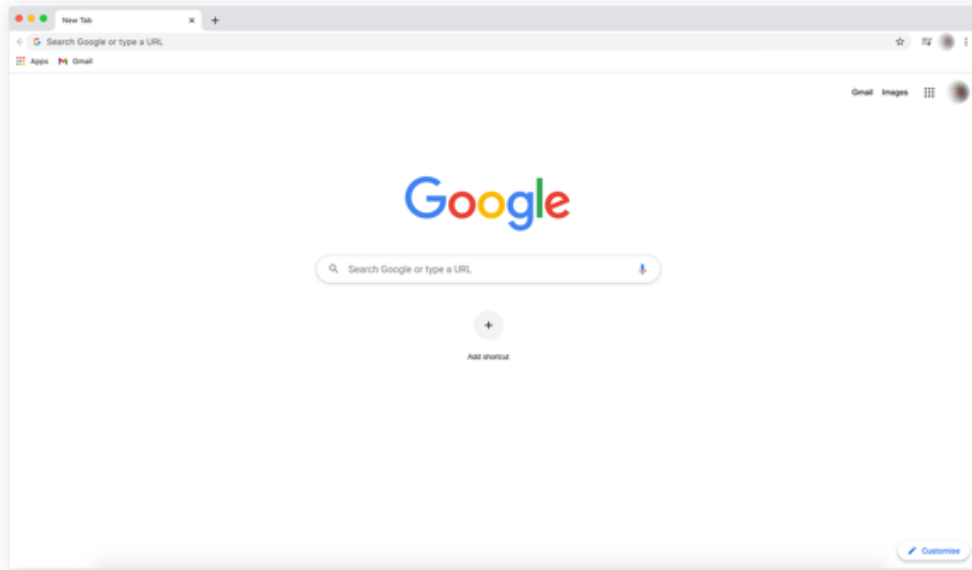 New Tab
Search Google or type a URL
Apps Gmail
Gmail Images
Google
Search Google or type a URL
Add shortcut
Customise